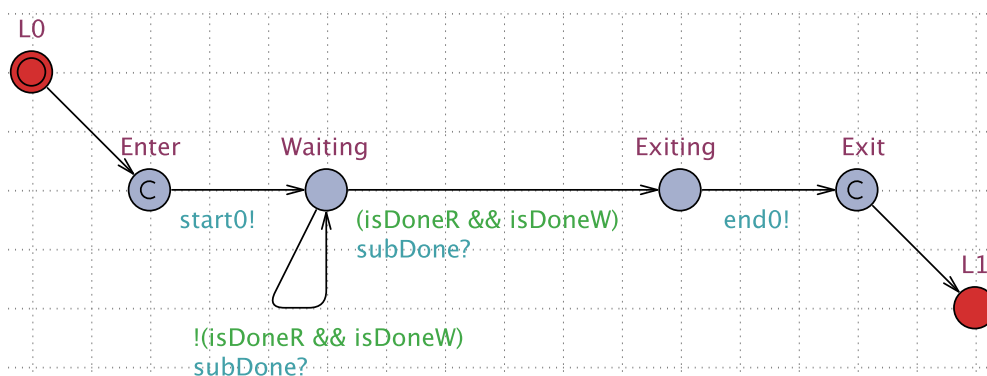 L0
Enter
Waiting
Exiting
Exit
C
C
start0!
(isDoneR && isDoneW)
subDone?
end0!
L1
!(isDoneR && isDoneW)
subDone?